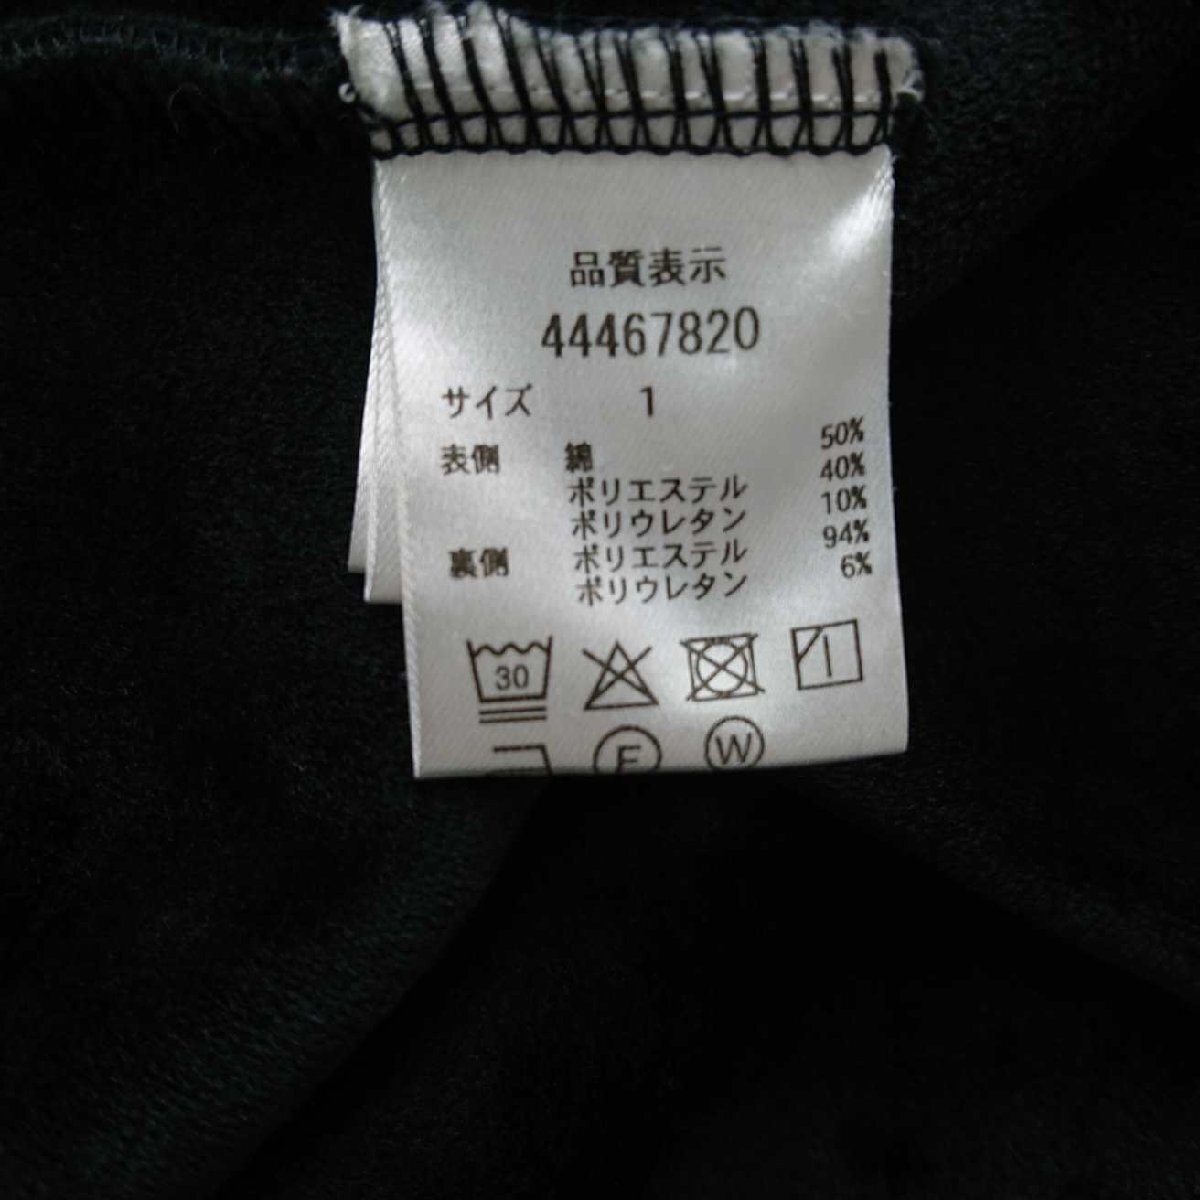 品質表示
44467820
サイズ 1
表側 綿 50%
ポリエステル 40%
ポリウレタン 10%
裏側 ポリエステル 94%
ポリウレタン 6%
30
F W